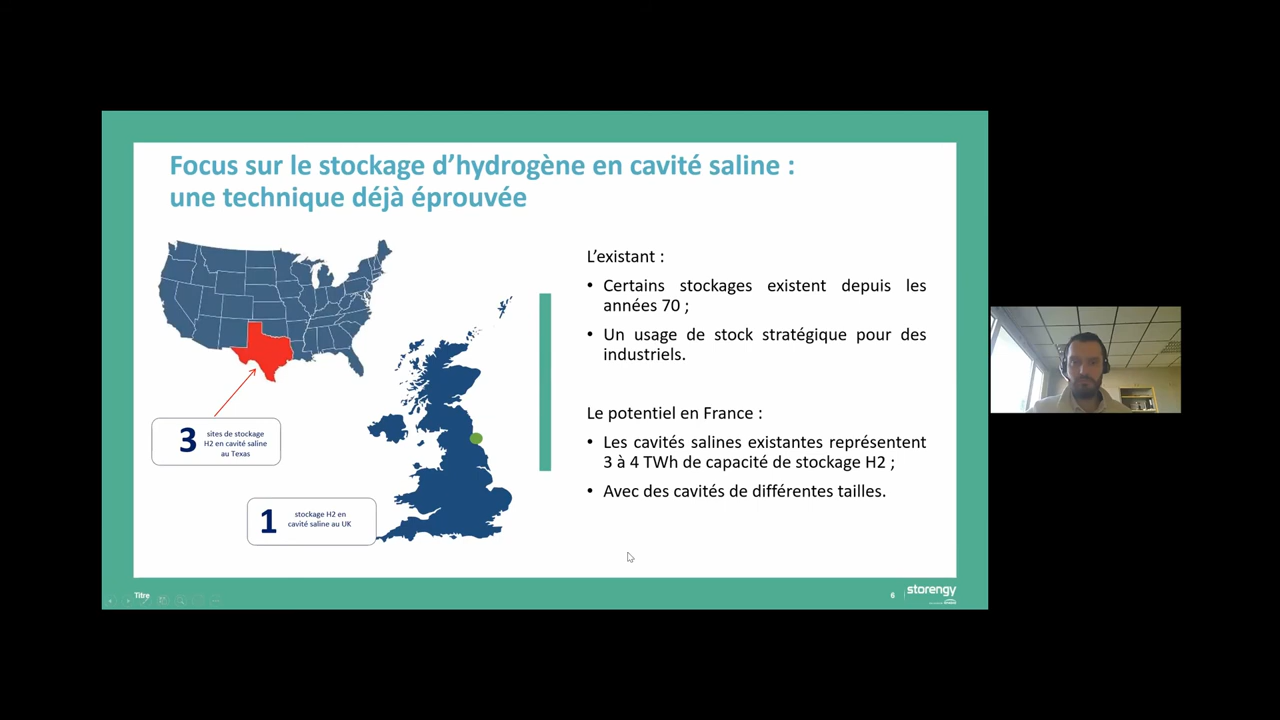 Focus sur le stockage d’hydrogène en cavité saline :
une technique déjà éprouvée
3
sites de stockage
H2 en cavité saline
au Texas
1
stockage H2 en
cavité saline au UK
L’existant :
• Certains stockages existent depuis les
années 70 ;
• Un usage de stock stratégique pour des
industriels.
Le potentiel en France :
• Les cavités salines existantes représentent
3 à 4 TWh de capacité de stockage H2 ;
• Avec des cavités de différentes tailles.
Titre
6
storengy